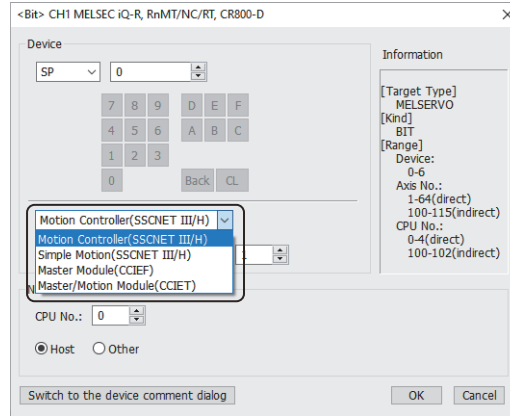 <Bit> CH1 MELSEC iQ-R, RnMT/NC/RT, CR800-D
Device
SP 0
7 8 9 D E F
4 5 6 A B C
1 2 3
0 Back CL
Motion Controller(SSCNET III/H)
Motion Controller(SSCNET III/H)
Simple Motion(SSCNET III/H)
Master Module(CCIEF)
Master/Motion Module(CCIET)
1
CPU No.: 0
Host Other
Information
[Target Type]
MELSERVO
[Kind]
BIT
[Range]
Device:
0-6
Axis No.:
1-64(direct)
100-115(indirect)
CPU No.:
0-4(direct)
100-102(indirect)
Switch to the device comment dialog
OK Cancel